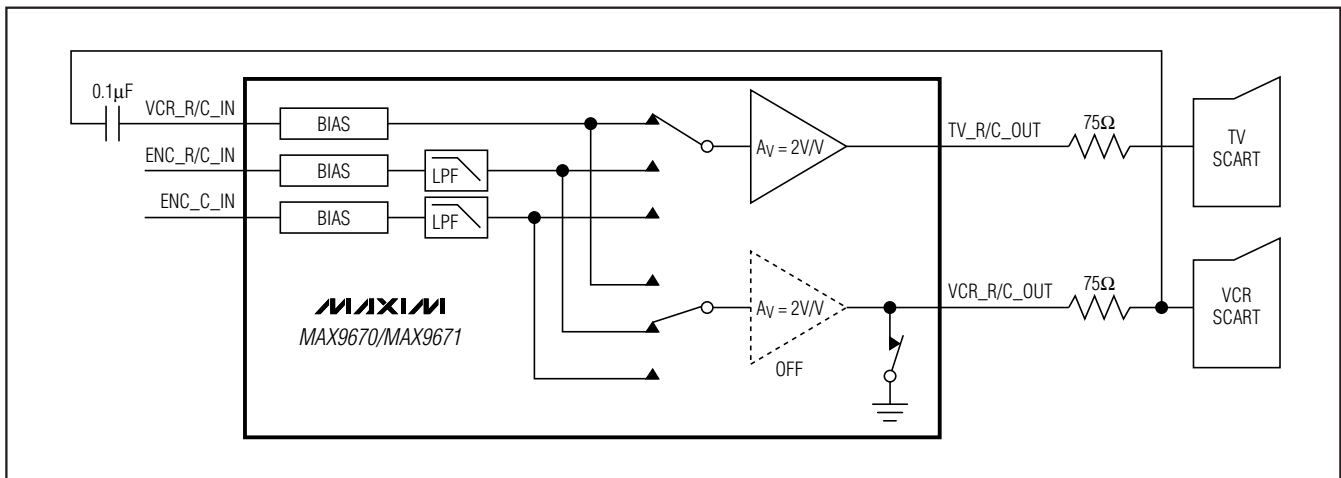 0.1μF
VCR_R/C_IN
BIAS
ENC_R/C_IN
BIAS
LPF
ENC_C_IN
BIAS
LPF
AV = 2V/V
TV_R/C_OUT
75Ω
TV
SCART
MAXIM
MAX9670/MAX9671
AV = 2V/V
OFF
VCR_R/C_OUT
75Ω
VCR
SCART